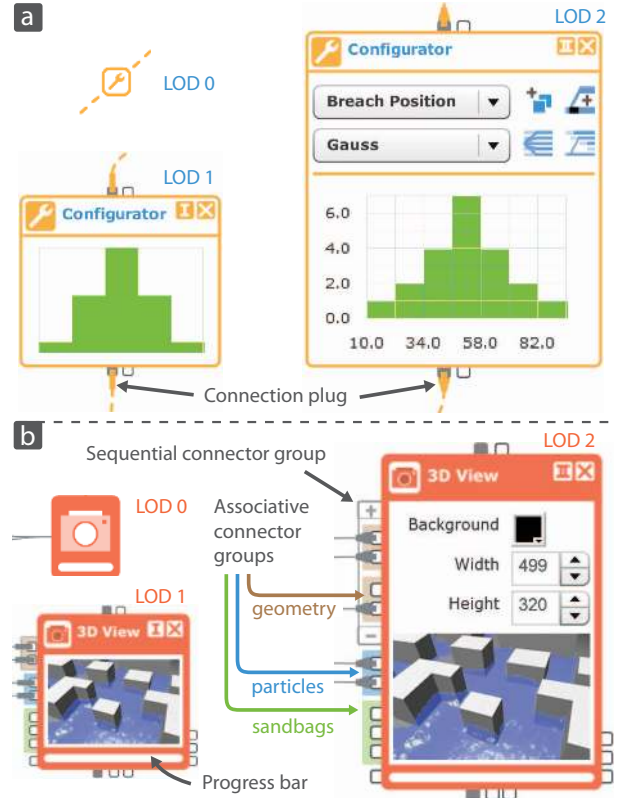 a
LOD 2
LOD 0
Configurator
Breach Position
Gauss
LOD 1
Configurator
6.0
4.0
2.0
0.0
10.0 34.0 58.0 82.0
Connection plug
b
LOD 2
Sequential connector group
3D View
LOD 0
Associative
connector
groups
Background
Width 499
Height 320
geometry
LOD 1
3D View
particles
sandbags
Progress bar